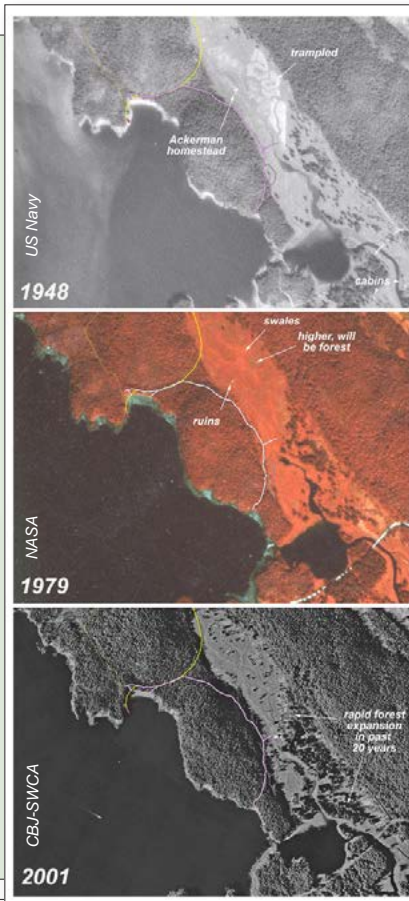 trampled
Ackerman
homestead
US Navy
cabins
1948
swales
higher, will
be forest
ruins
NASA
1979
rapid forest
expansion
in past
20 years
CBJ-SWCA
2001